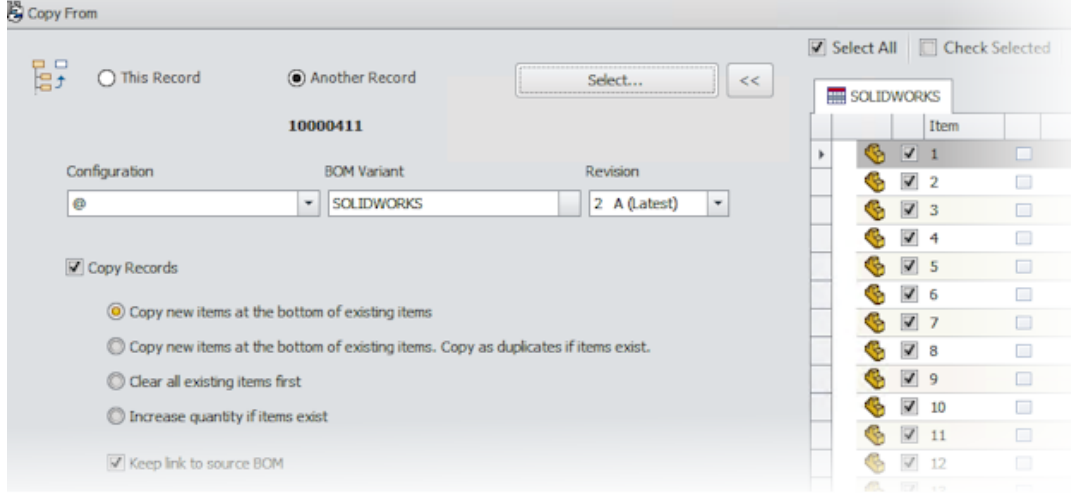 Copy From
This Record
Another Record
Select...
<<
10000411
Configuration
BOM Variant
Revision
@
SOLIDWORKS
2 A (Latest)
Copy Records
Copy new items at the bottom of existing items
Copy new items at the bottom of existing items. Copy as duplicates if items exist.
Clear all existing items first
Increase quantity if items exist
Keep link to source BOM
Select All
Check Selected
SOLIDWORKS
Item
1
2
3
4
5
6
7
8
9
10
11
12